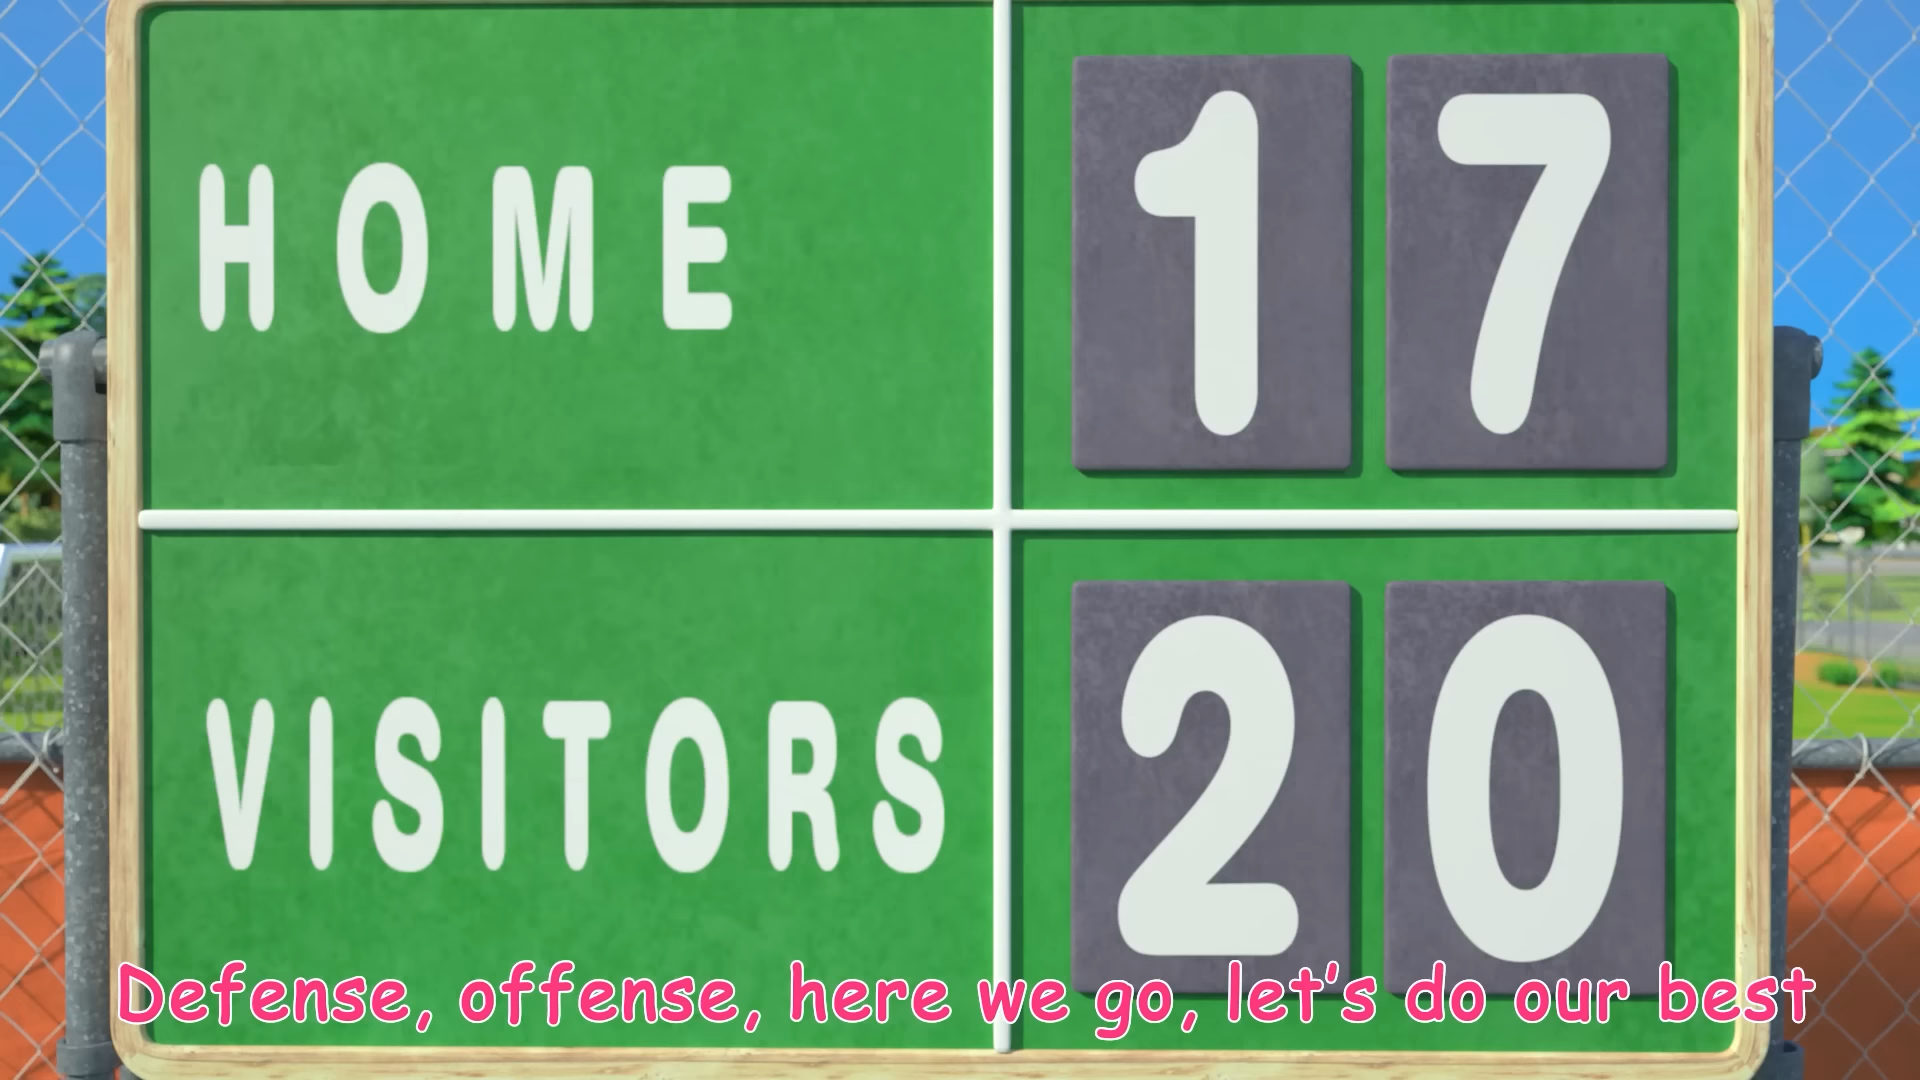 HOME 17
VISITORS 20
Defense, offense, here we go, let's do our best